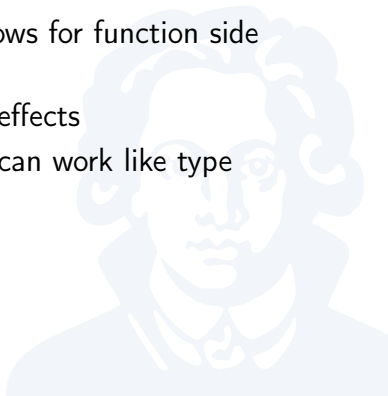 ows for function side
effects
can work like type